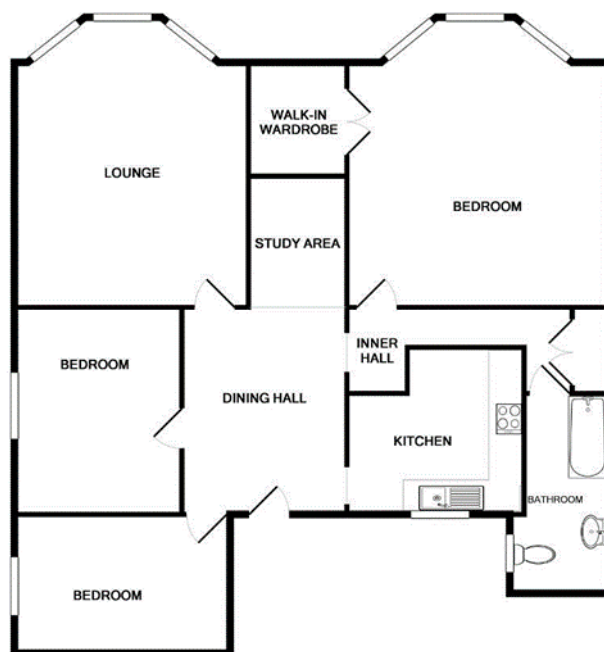 WALK-IN
WARDROBE
LOUNGE
BEDROOM
STUDY AREA
INNER
HALL
BEDROOM
DINING HALL
KITCHEN
BATHROOM
BEDROOM